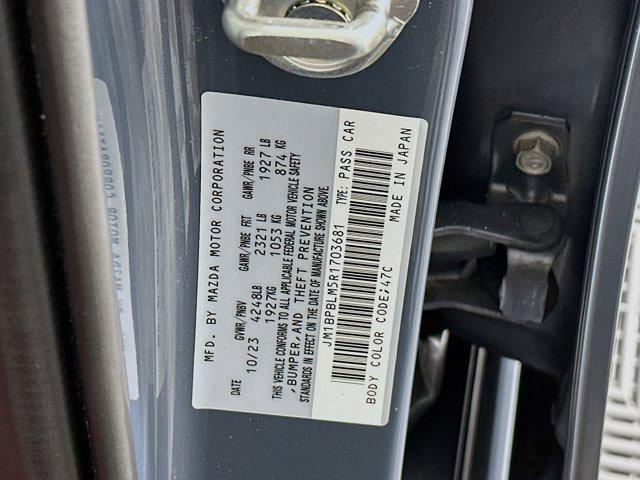 MFD. BY MAZDA MOTOR CORPORATION
DATE GVWR/PNBV GAWR/PNBE FRT GAWR/PNBE RR
10/23 4248LB 2321 LB 1927 LB
1927KG 1053 KG 874 KG
THIS VEHICLE CONFORMS TO ALL APPLICABLE FEDERAL MOTOR VEHICLE SAFETY
,BUMPER,AND THEFT PREVENTION
STANDARDS IN EFFECT ON THE DATE OF MANUFACTURE SHOWN ABOVE
JM1BPBLM5R1703681 TYPE: PASS CAR
BODY COLOR CODE:47C MADE IN JAPAN